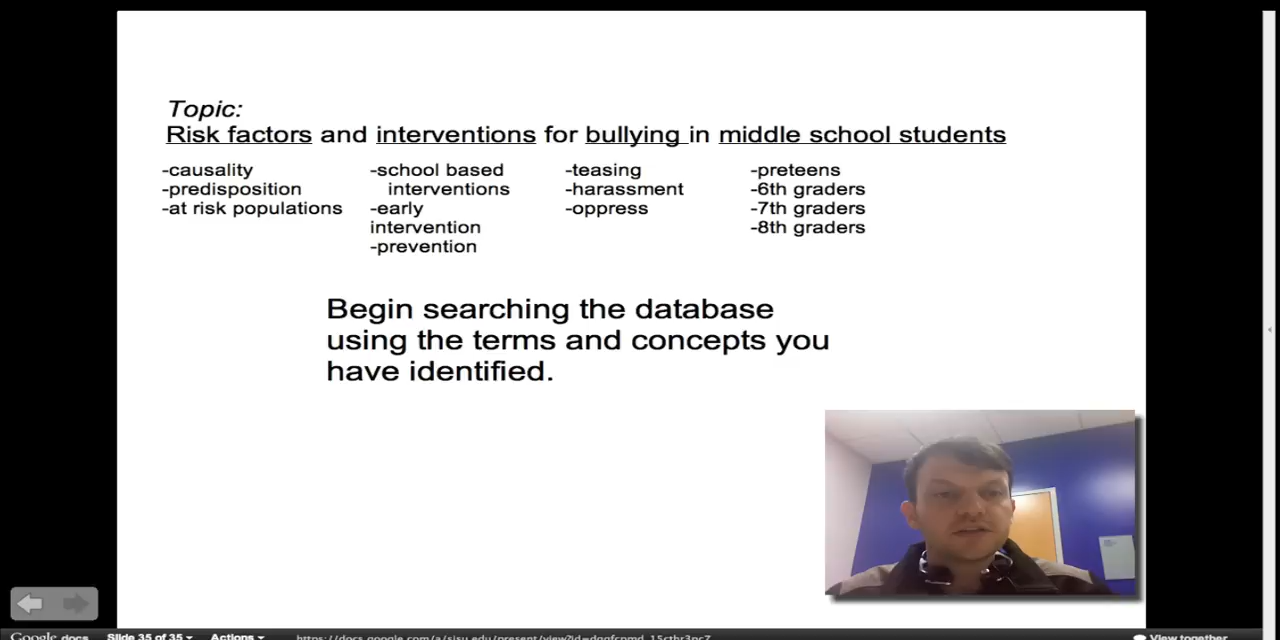 Topic:
Risk factors and interventions for bullying in middle school students
-causality
-predisposition
-at risk populations
-school based
interventions
-early
intervention
-prevention
-teasing
-harassment
-oppress
-preteens
-6th graders
-7th graders
-8th graders
Begin searching the database
using the terms and concepts you
have identified.
Google docs
Slide 35 of 35
Actions
View together